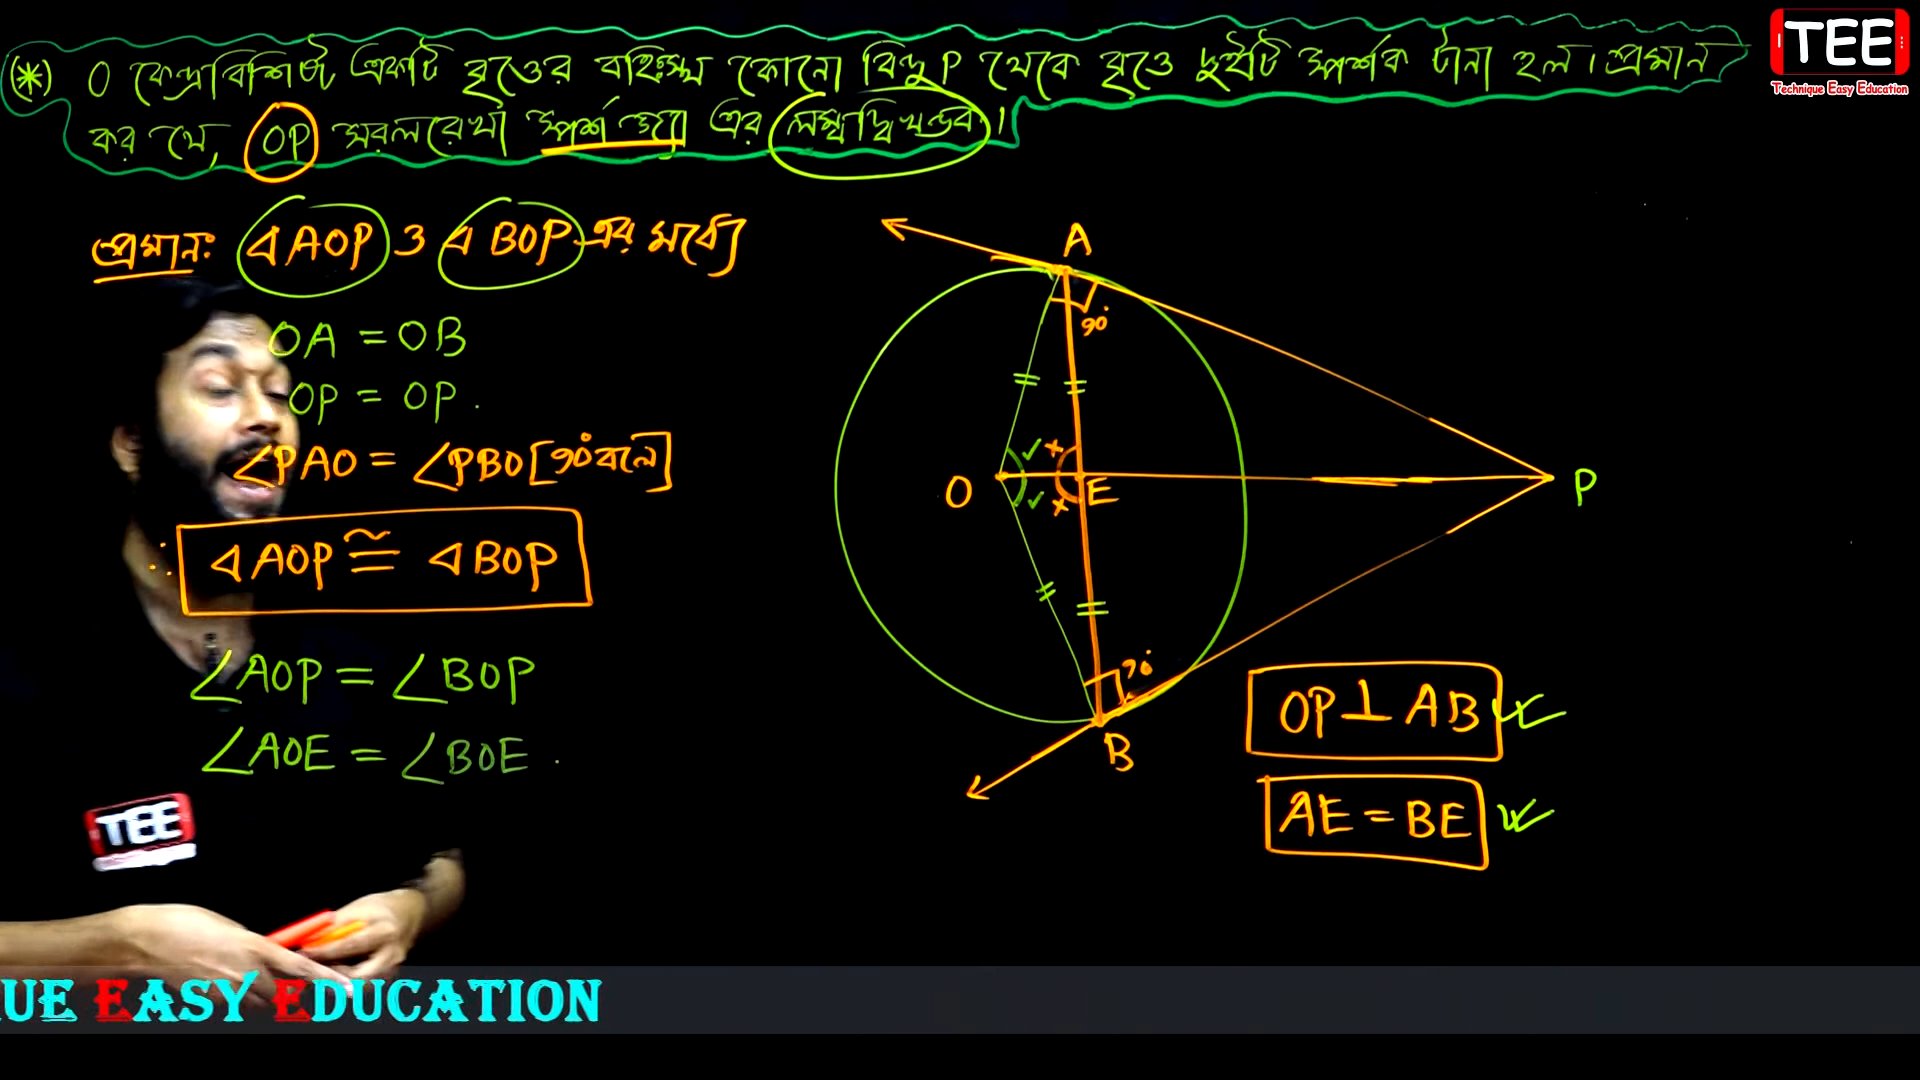 (*) O কেন্দ্রবিশিষ্ট একটি বৃত্তের বহিঃস্থ কোনো বিন্দু P থেকে বৃত্তে দুইটি স্পর্শক টানা হল। প্রমান
কর যে, OP সরলরেখা স্পর্শ জ্যা এর লম্বদ্বিখন্ডক।
TEE
Technique Easy Education
প্রমান: ◁AOP ও ◁BOP এর মধ্যে
OA = OB
OP = OP.
∠PAO = ∠PBO [90° বলে]
∴ ◁AOP ≅ ◁BOP
∠AOP = ∠BOP
∠AOE = ∠BOE.
A
90°
O
E
P
90°
B
OP ⊥ AB
AE = BE
TEE
UE EASY EDUCATION